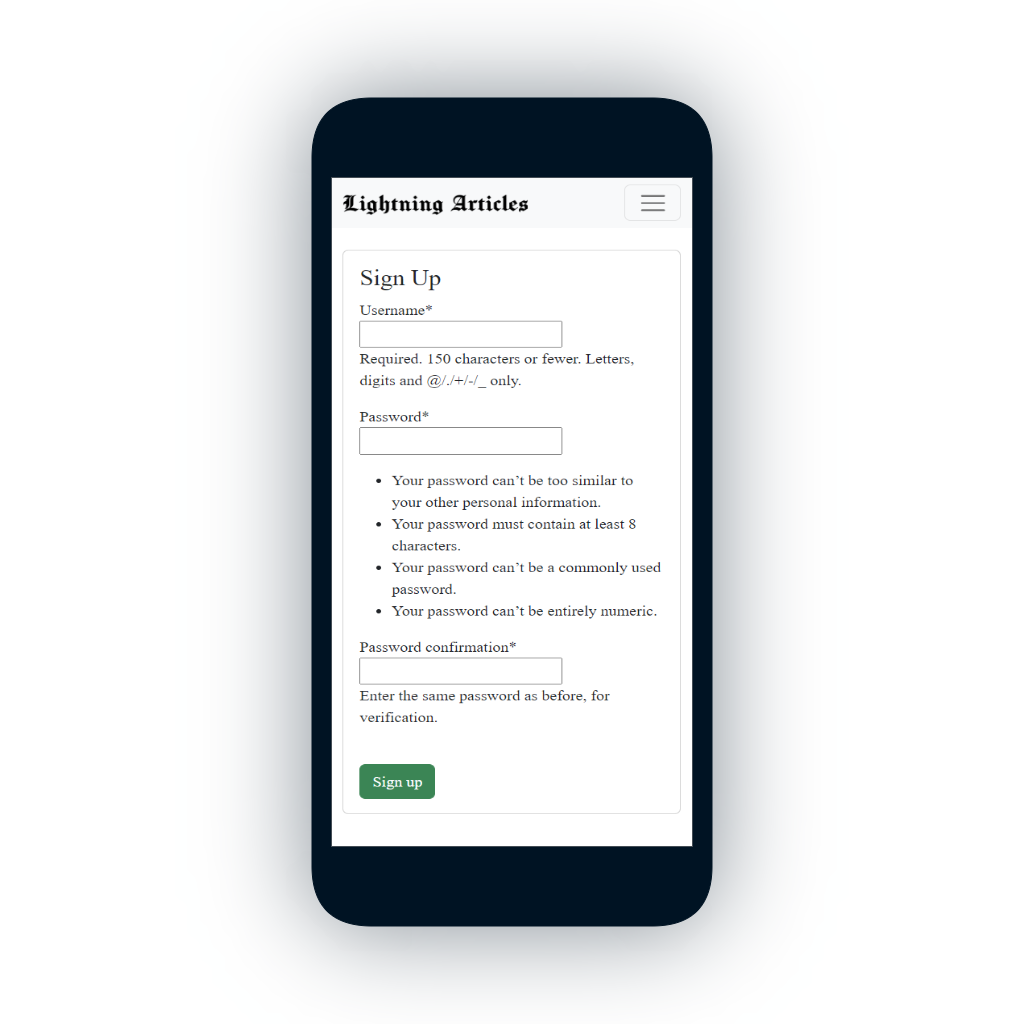 Lightning Articles
Sign Up
Username*
Required. 150 characters or fewer. Letters,
digits and @/./+/-/_ only.
Password*
Your password can’t be too similar to
your other personal information.
Your password must contain at least 8
characters.
Your password can’t be a commonly used
password.
Your password can’t be entirely numeric.
Password confirmation*
Enter the same password as before, for
verification.
Sign up